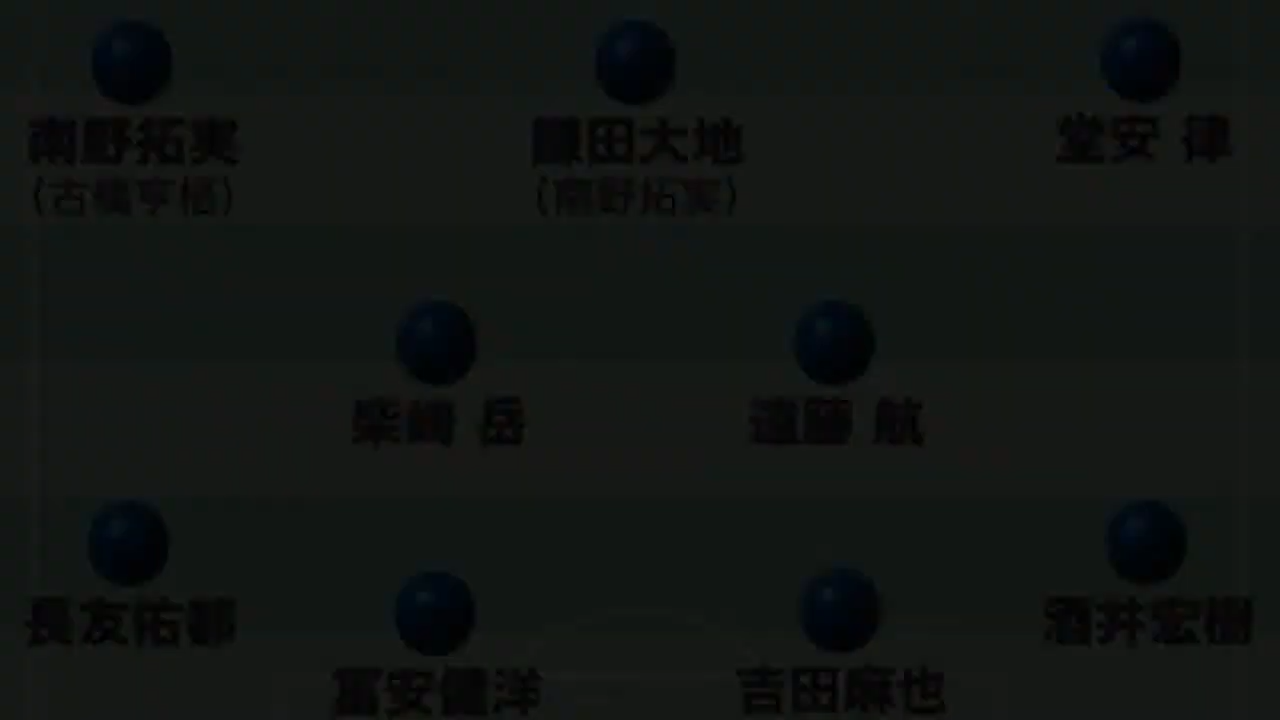 南野拓実
(古橋亨梧)
鎌田大地
(南野拓実)
堂安 律
柴崎 岳
遠藤 航
長友佑都
酒井宏樹
冨安健洋
吉田麻也